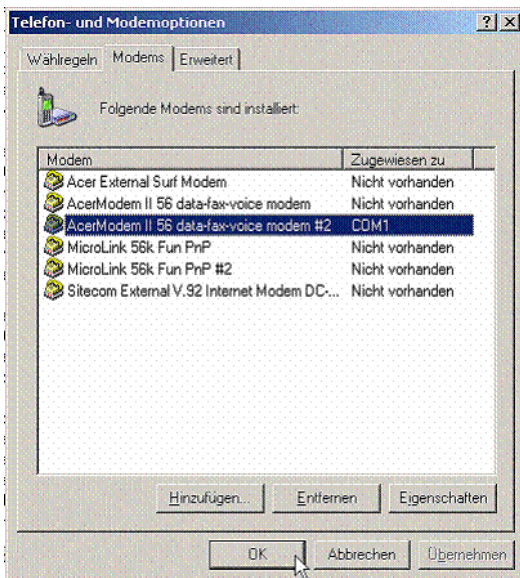 Telefon- und Modemoptionen
Wählregeln Modems Erweitert
Folgende Modems sind installiert:
Modem Zugewiesen zu
Acer External Surf Modem Nicht vorhanden
AcerModem II 56 data-fax-voice modem Nicht vorhanden
AcerModem II 56 data-fax-voice modem #2 COM1
MicroLink 56k Fun PnP Nicht vorhanden
MicroLink 56k Fun PnP #2 Nicht vorhanden
Sitecom External V.92 Internet Modem DC-... Nicht vorhanden
Hinzufügen... Entfernen Eigenschaften
OK Abbrechen Übernehmen